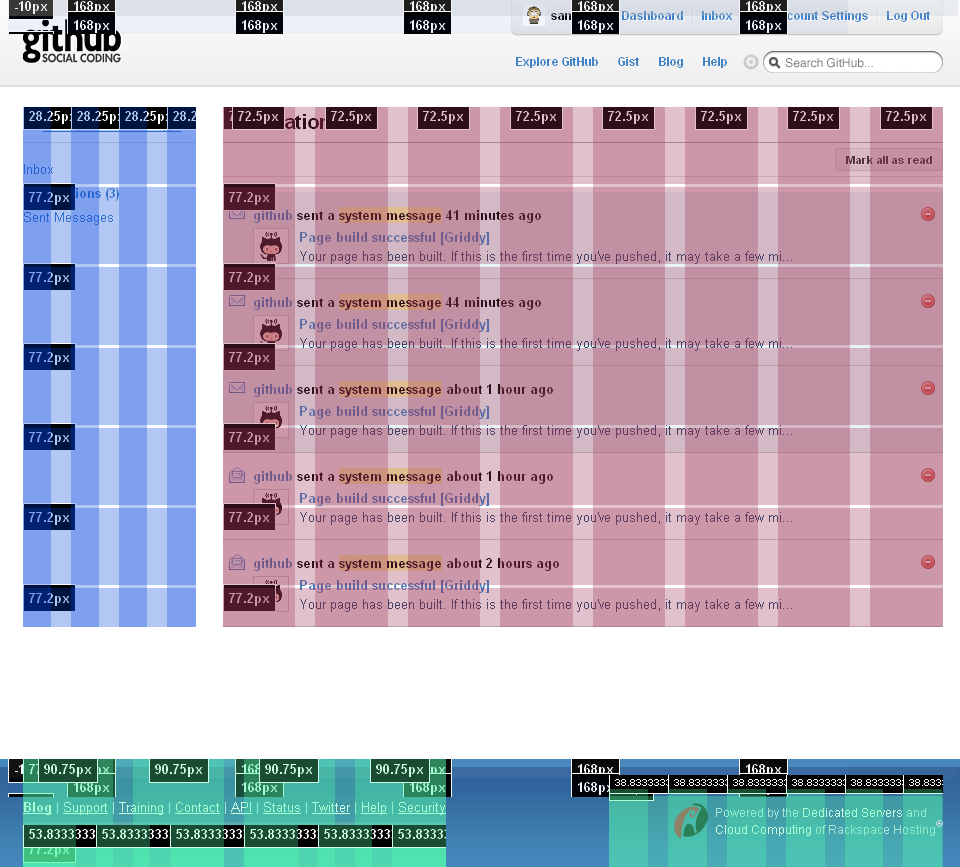 -10px 168px 168px 168px 168px 168px
168px 168px 168px 168px 168px
san Dashboard Inbox count Settings Log Out
github
SOCIAL CODING
Explore GitHub Gist Blog Help Search GitHub...
28.25p 28.25p 28.25p 28.2
72.5px ation 72.5px 72.5px 72.5px 72.5px 72.5px 72.5px 72.5px
Mark all as read
Inbox
77.2px ions (3)
Sent Messages
77.2px
github sent a system message 41 minutes ago
Page build successful [Griddy]
Your page has been built. If this is the first time you've pushed, it may take a few mi...
77.2px 77.2px
github sent a system message 44 minutes ago
Page build successful [Griddy]
Your page has been built. If this is the first time you've pushed, it may take a few mi...
77.2px 77.2px
github sent a system message about 1 hour ago
Page build successful [Griddy]
Your page has been built. If this is the first time you've pushed, it may take a few mi...
77.2px 77.2px
github sent a system message about 1 hour ago
Page build successful [Griddy]
Your page has been built. If this is the first time you've pushed, it may take a few mi...
77.2px 77.2px
github sent a system message about 2 hours ago
Page build successful [Griddy]
Your page has been built. If this is the first time you've pushed, it may take a few mi...
77.2px 77.2px
90.75px 90.75px 90.75px 90.75px 168px 168px
168px 168px 168px 168px
38.8333333 38.8333333 38.8333333 38.8333333 38.833
Blog | Support | Training | Contact | API | Status | Twitter | Help | Security
Powered by the Dedicated Servers and
Cloud Computing of Rackspace Hosting®
53.8333333 53.8333333 53.8333333 53.8333333 53.8333333 53.833
77.2px